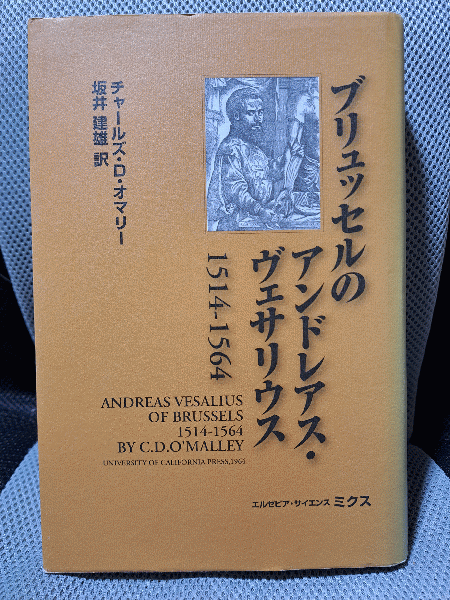 ブリュッセルの
アンドレアス・
ヴェサリウス
1514-1564
チャールズ・D・オマリー
坂井建雄 訳
ANDREAS VESALIUS
OF BRUSSELS
1514-1564
BY C.D.O'MALLEY
UNIVERSITY OF CALIFORNIA PRESS,1964
エルゼビア・サイエンス ミクス